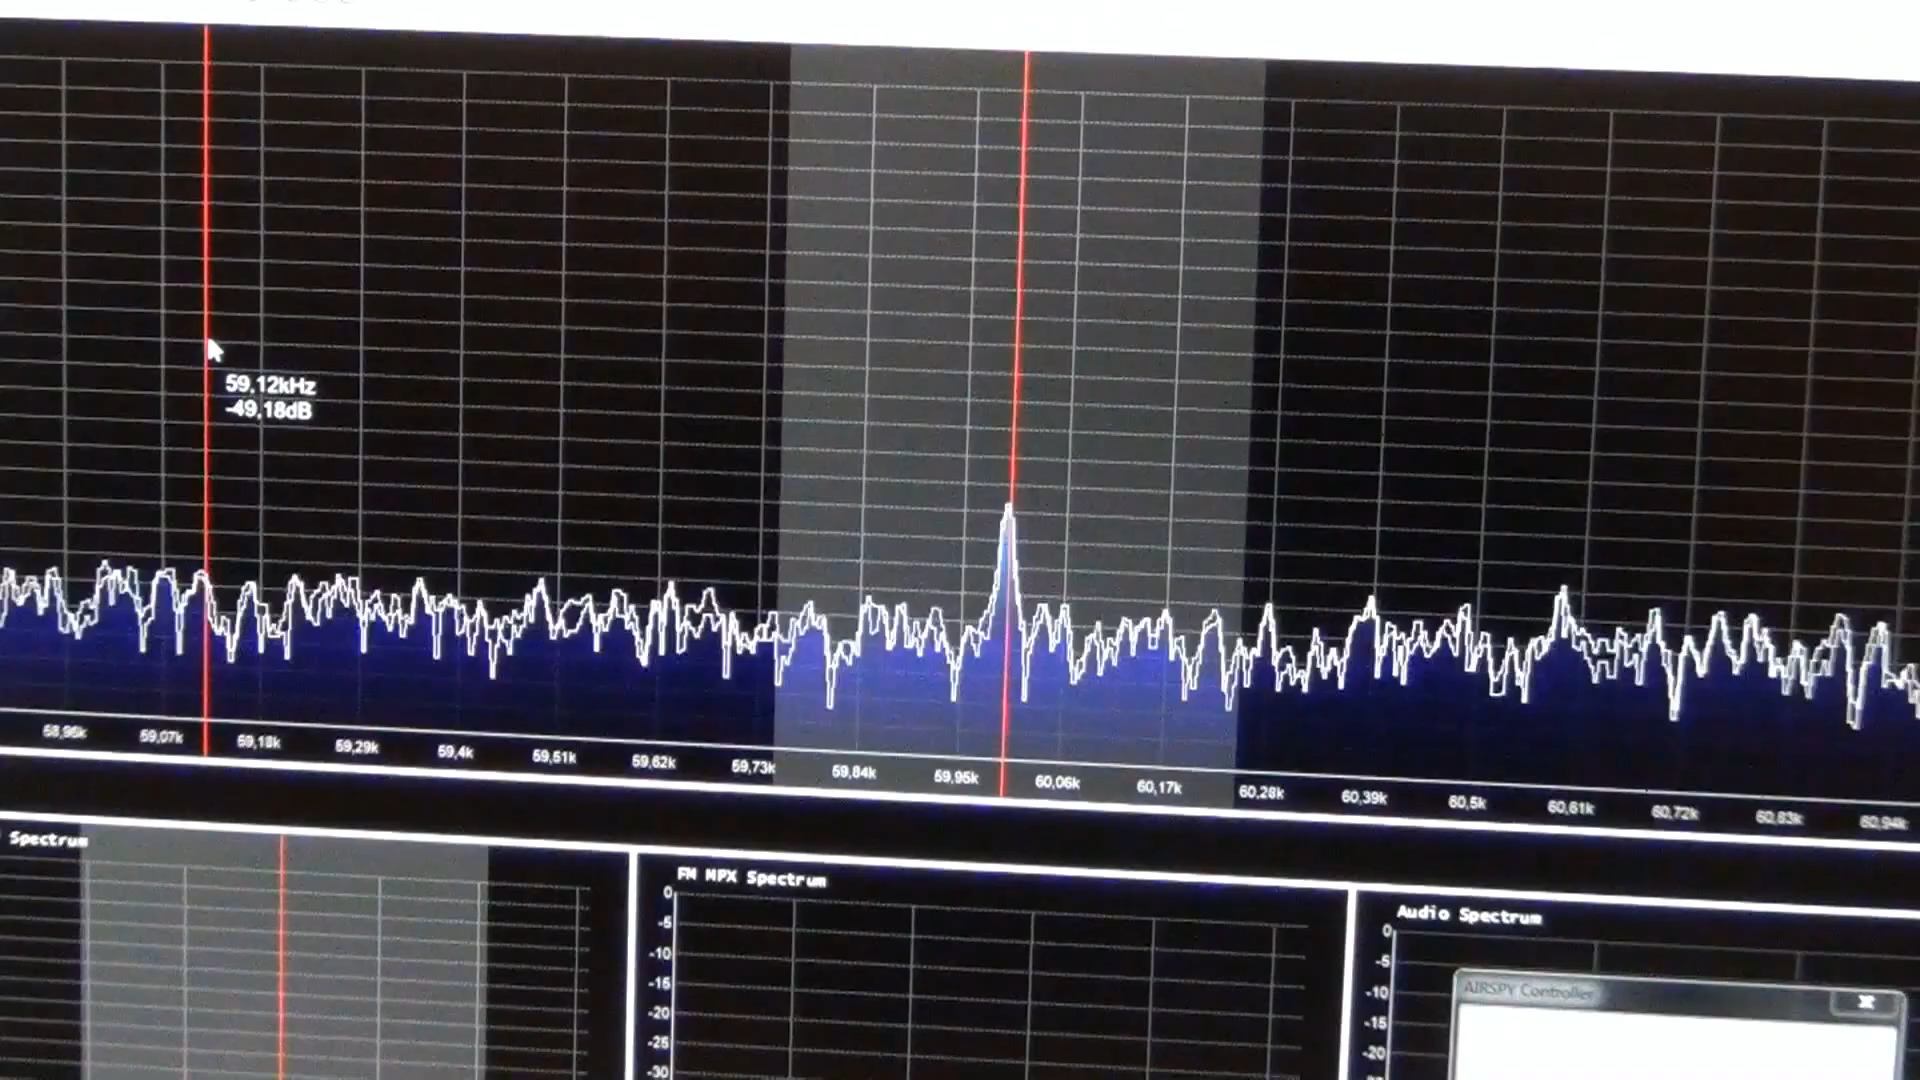 59,12kHz
-49,18dB
58,96k 59,07k 59,18k 59,29k 59,4k 59,51k 59,62k 59,73k 59,84k 59,95k 60,06k 60,17k 60,28k 60,39k 60,5k 60,61k 60,72k 60,83k 60,94k
Spectrum
FM MPX Spectrum
0
-5
-10
-15
-20
-25
-30
Audio Spectrum
0
-5
-10
-15
-20
AIRSPY Controller